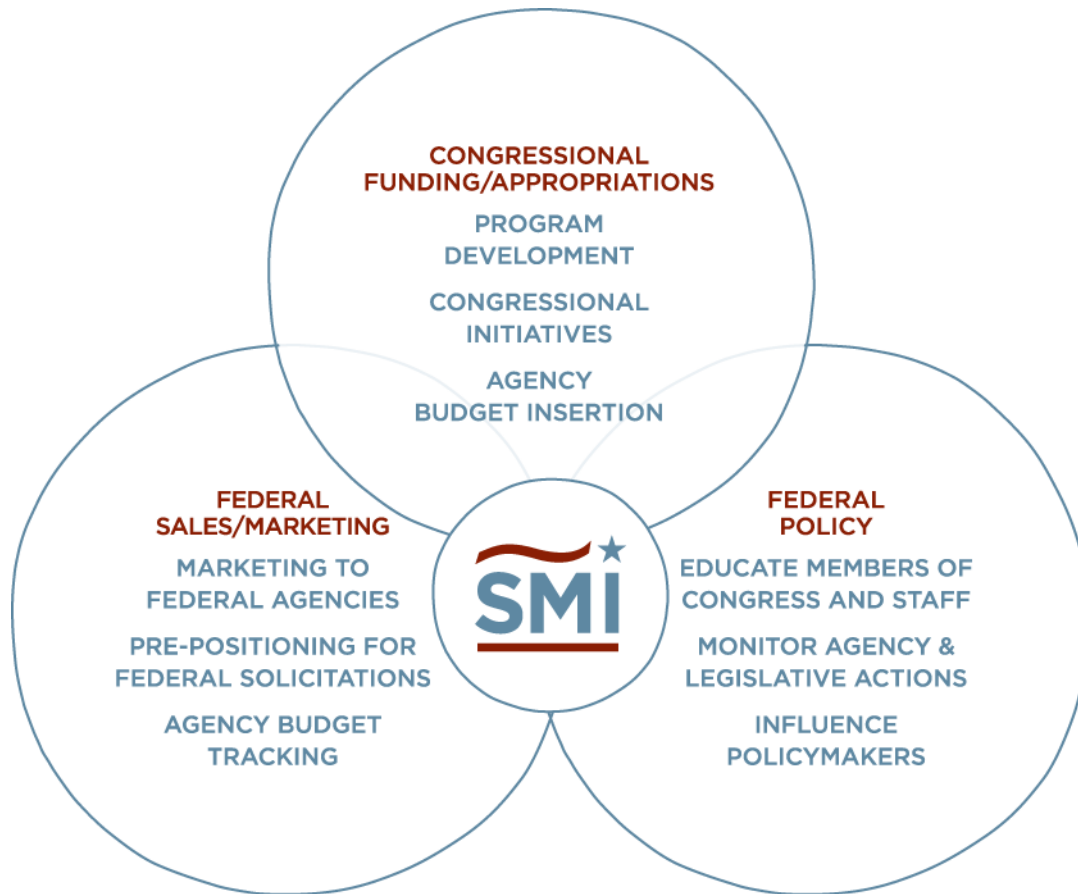 CONGRESSIONAL
FUNDING/APPROPRIATIONS
PROGRAM
DEVELOPMENT
CONGRESSIONAL
INITIATIVES
AGENCY
BUDGET INSERTION
FEDERAL
SALES/MARKETING
MARKETING TO
FEDERAL AGENCIES
PRE-POSITIONING FOR
FEDERAL SOLICITATIONS
AGENCY BUDGET
TRACKING
SMI
FEDERAL
POLICY
EDUCATE MEMBERS OF
CONGRESS AND STAFF
MONITOR AGENCY &
LEGISLATIVE ACTIONS
INFLUENCE
POLICYMAKERS